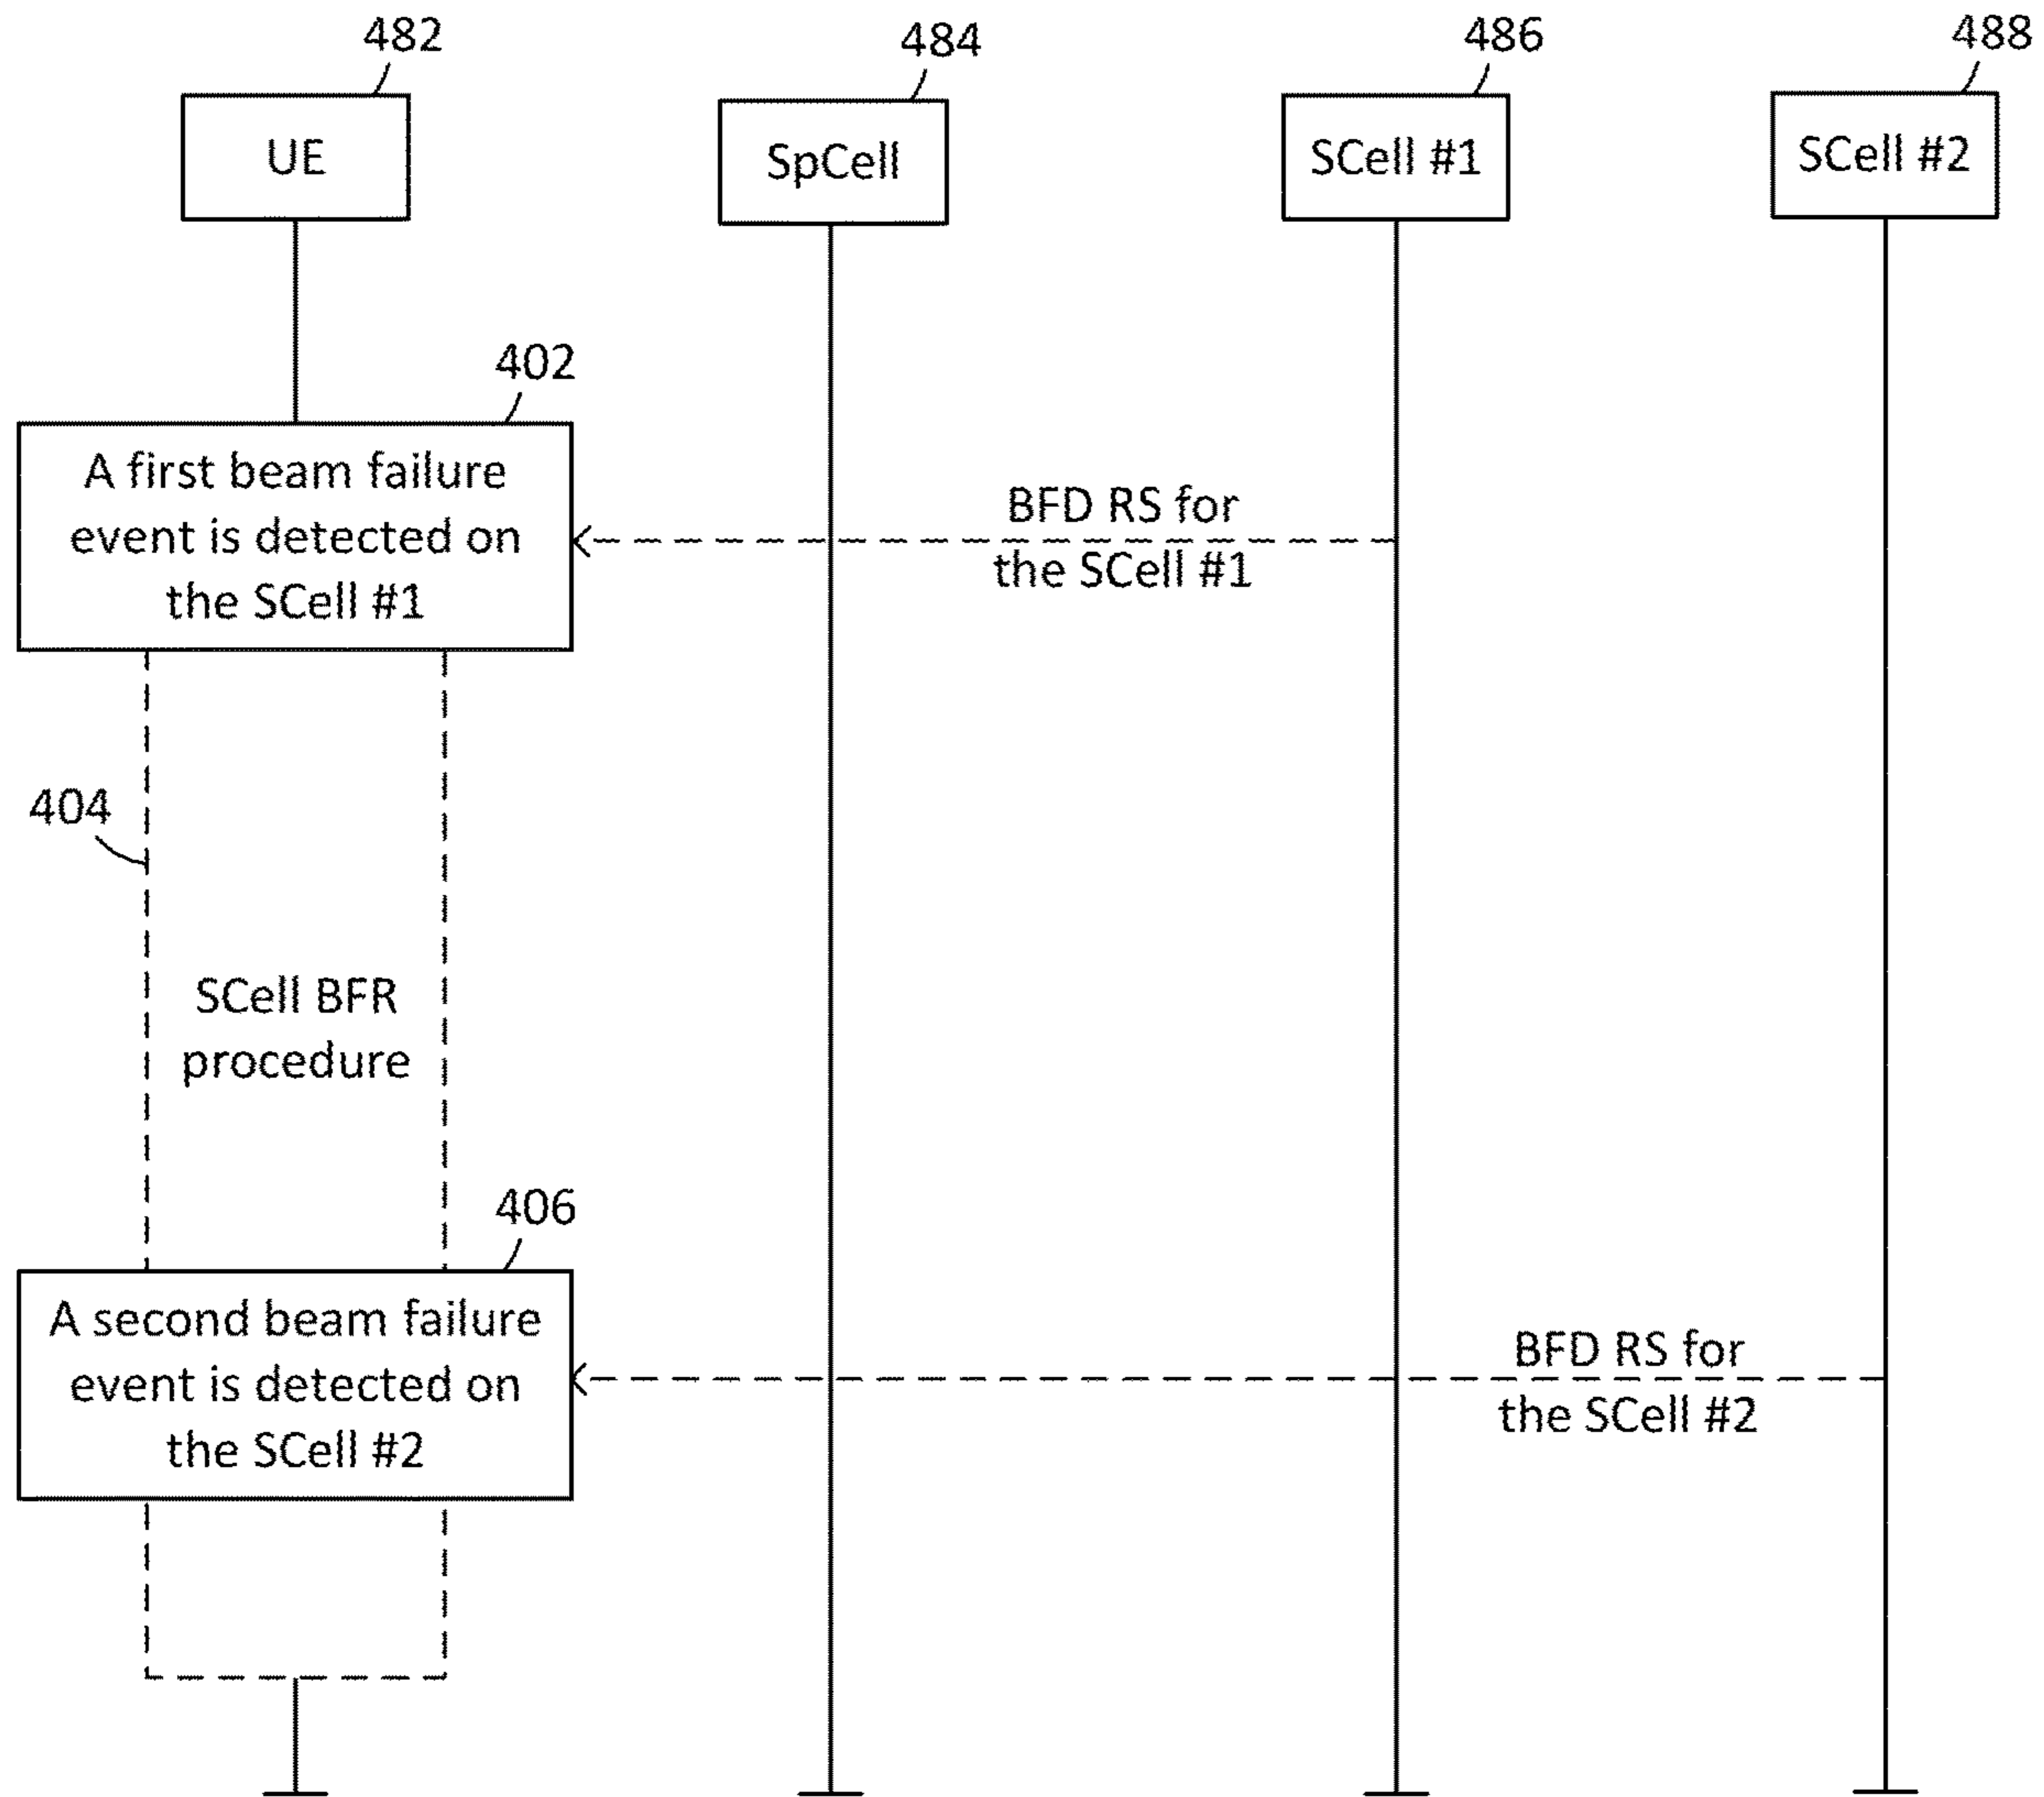 482
484
486
488
UE
SpCell
SCell #1
SCell #2
402
A first beam failure
event is detected on
the SCell #1
BFD RS for
the SCell #1
404
SCell BFR
procedure
406
A second beam failure
event is detected on
the SCell #2
BFD RS for
the SCell #2